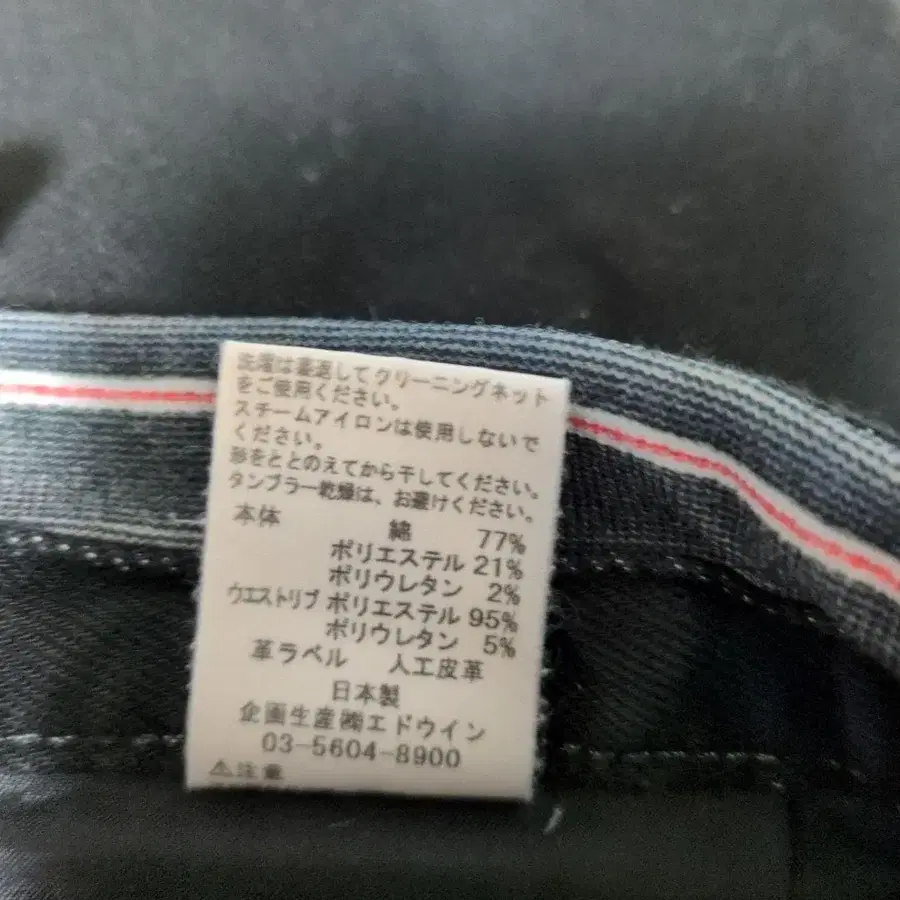 洗濯は裏返してクリーニングネット
をご使用ください。
スチームアイロンは使用しないで
ください。
形をととのえてから干してください。
タンブラー乾燥は、お避けください。
本体 綿 77%
ポリエステル 21%
ポリウレタン 2%
ウエストリブ ポリエステル 95%
ポリウレタン 5%
革ラベル 人工皮革
日本製
企画生産㈱エドウイン
03-5604-8900
⚠注意